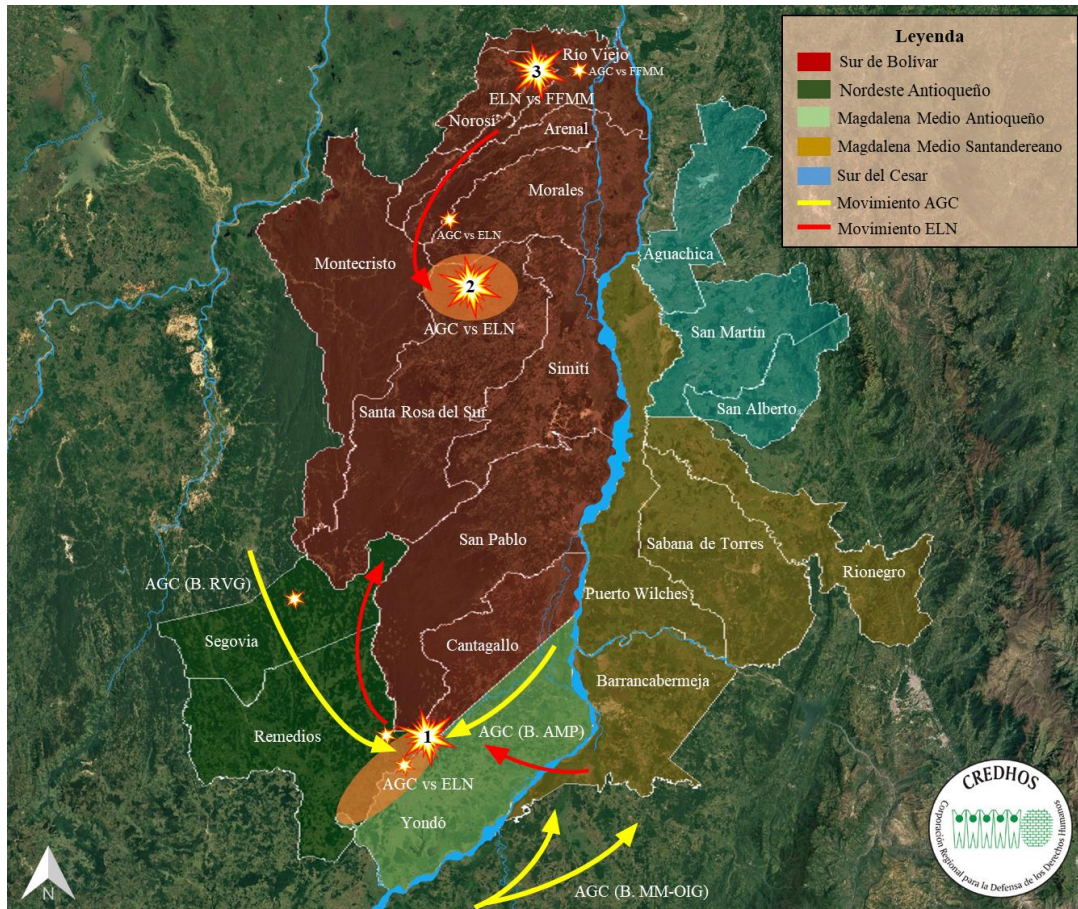 Leyenda
Sur de Bolívar
Nordeste Antioqueño
Magdalena Medio Antioqueño
Magdalena Medio Santandereano
Sur del Cesar
Movimiento AGC
Movimiento ELN
Río Viejo
3
AGC vs FFMM
ELN vs FFMM
Norosí
Arenal
Morales
AGC vs ELN
Montecristo
Aguachica
2
AGC vs ELN
San Martín
Simití
San Alberto
Santa Rosa del Sur
San Pablo
Sabana de Torres
Rionegro
AGC (B. RVG)
Puerto Wilches
Segovia
Cantagallo
Barrancabermeja
Remedios
1
AGC (B. AMP)
AGC vs ELN
Yondó
AGC (B. MM-OIG)
N
CREDHOS
Corporación Regional para la Defensa de los Derechos Humanos